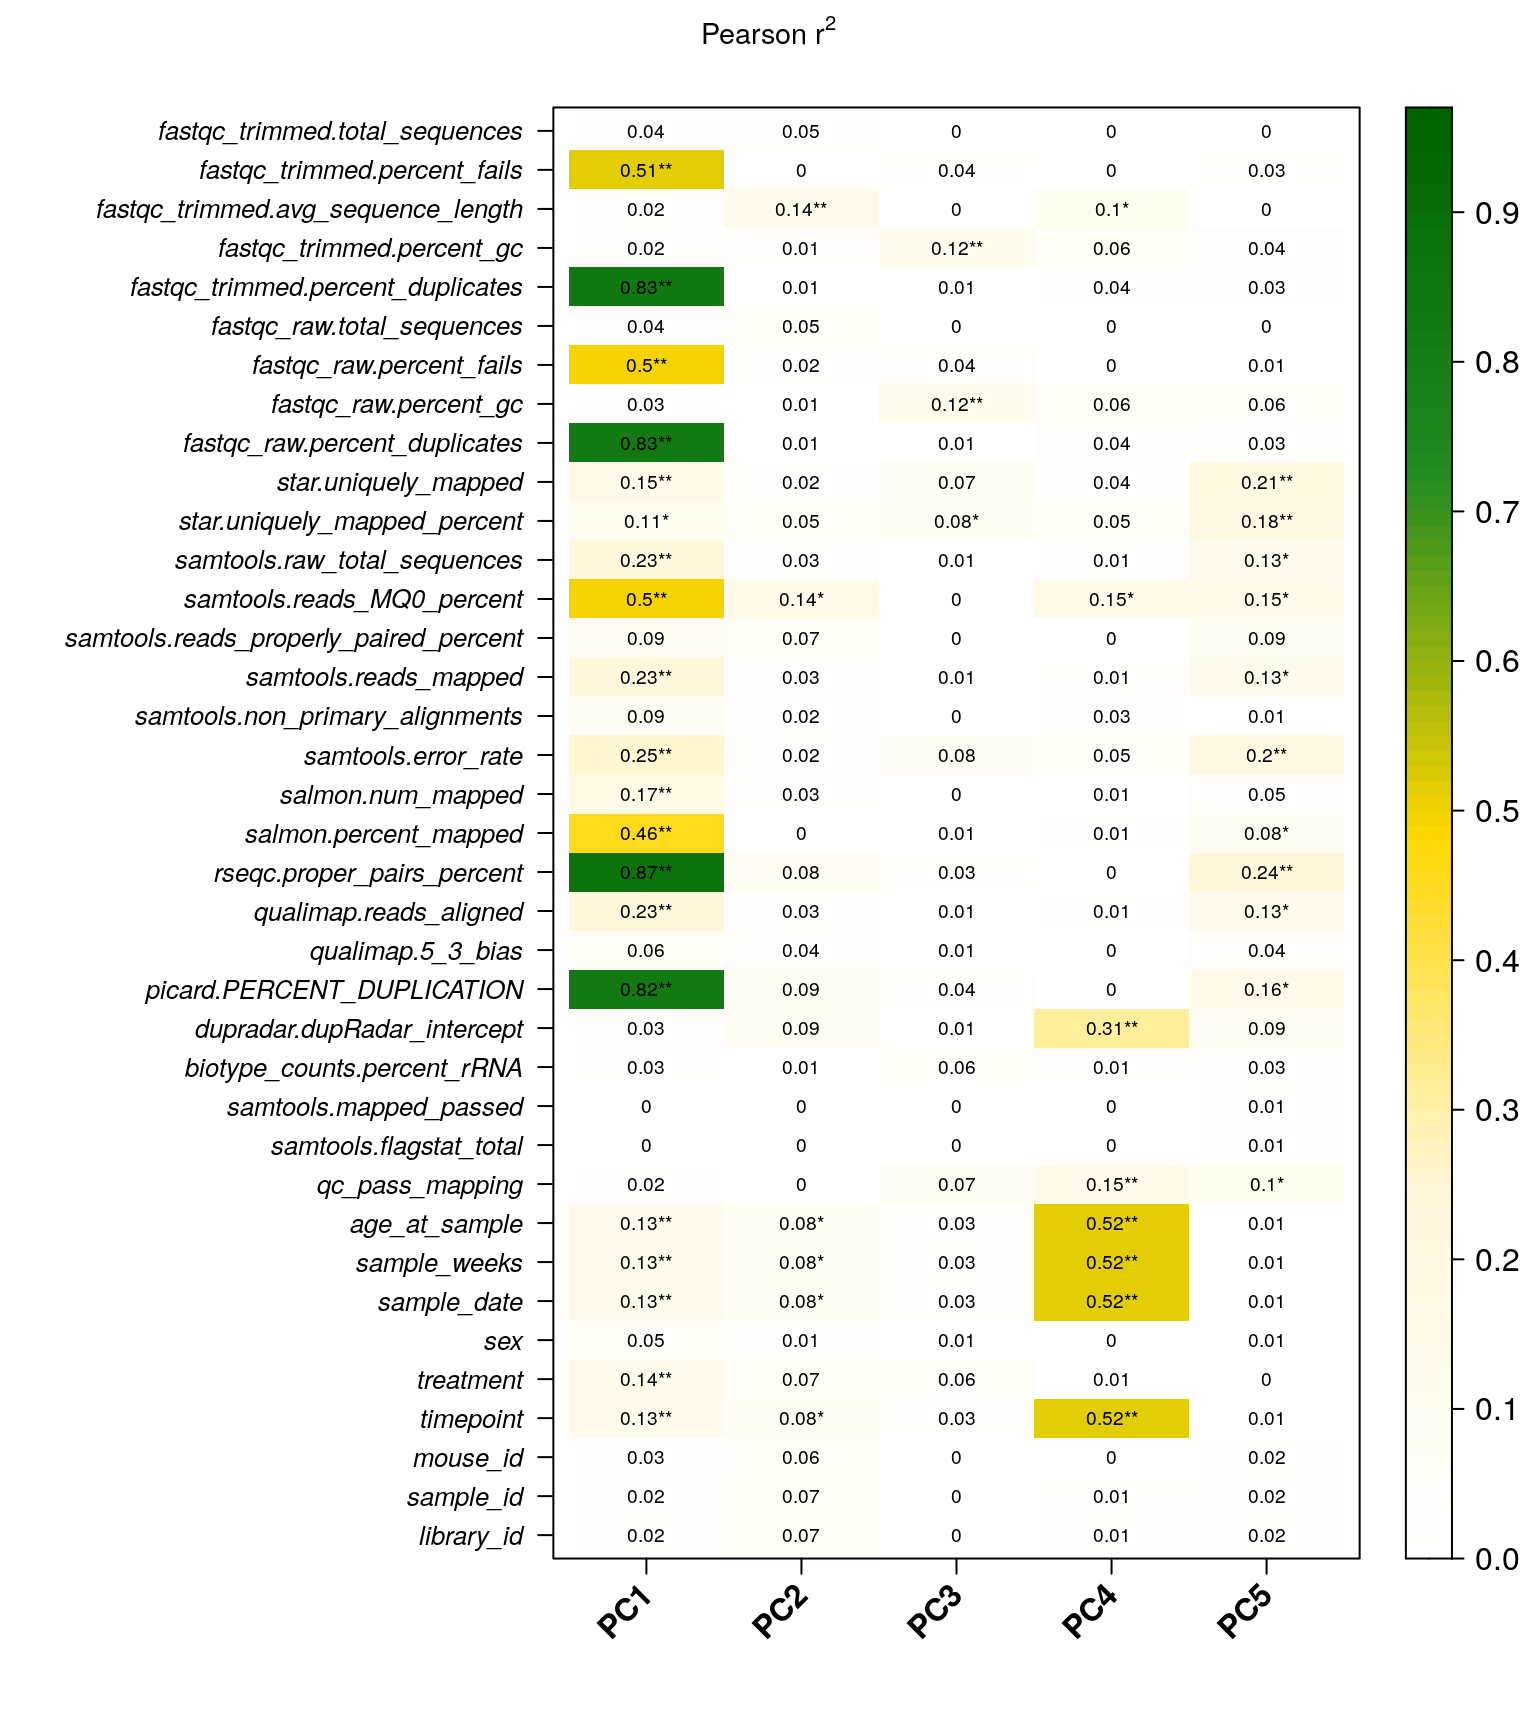 Pearson r²
fastqc_trimmed.total_sequences 0.04 0.05 0 0 0
fastqc_trimmed.percent_fails 0.51** 0 0.04 0 0.03
fastqc_trimmed.avg_sequence_length 0.02 0.14** 0 0.1* 0
fastqc_trimmed.percent_gc 0.02 0.01 0.12** 0.06 0.04
fastqc_trimmed.percent_duplicates 0.83** 0.01 0.01 0.04 0.03
fastqc_raw.total_sequences 0.04 0.05 0 0 0
fastqc_raw.percent_fails 0.5** 0.02 0.04 0 0.01
fastqc_raw.percent_gc 0.03 0.01 0.12** 0.06 0.06
fastqc_raw.percent_duplicates 0.83** 0.01 0.01 0.04 0.03
star.uniquely_mapped 0.15** 0.02 0.07 0.04 0.21**
star.uniquely_mapped_percent 0.11* 0.05 0.08* 0.05 0.18**
samtools.raw_total_sequences 0.23** 0.03 0.01 0.01 0.13*
samtools.reads_MQ0_percent 0.5** 0.14* 0 0.15* 0.15*
samtools.reads_properly_paired_percent 0.09 0.07 0 0 0.09
samtools.reads_mapped 0.23** 0.03 0.01 0.01 0.13*
samtools.non_primary_alignments 0.09 0.02 0 0.03 0.01
samtools.error_rate 0.25** 0.02 0.08 0.05 0.2**
salmon.num_mapped 0.17** 0.03 0 0.01 0.05
salmon.percent_mapped 0.46** 0 0.01 0.01 0.08*
rseqc.proper_pairs_percent 0.87** 0.08 0.03 0 0.24**
qualimap.reads_aligned 0.23** 0.03 0.01 0.01 0.13*
qualimap.5_3_bias 0.06 0.04 0.01 0 0.04
picard.PERCENT_DUPLICATION 0.82** 0.09 0.04 0 0.16*
dupradar.dupRadar_intercept 0.03 0.09 0.01 0.31** 0.09
biotype_counts.percent_rRNA 0.03 0.01 0.06 0.01 0.03
samtools.mapped_passed 0 0 0 0 0.01
samtools.flagstat_total 0 0 0 0 0.01
qc_pass_mapping 0.02 0 0.07 0.15** 0.1*
age_at_sample 0.13** 0.08* 0.03 0.52** 0.01
sample_weeks 0.13** 0.08* 0.03 0.52** 0.01
sample_date 0.13** 0.08* 0.03 0.52** 0.01
sex 0.05 0.01 0.01 0 0.01
treatment 0.14** 0.07 0.06 0.01 0
timepoint 0.13** 0.08* 0.03 0.52** 0.01
mouse_id 0.03 0.06 0 0 0.02
sample_id 0.02 0.07 0 0.01 0.02
library_id 0.02 0.07 0 0.01 0.02
PC1 PC2 PC3 PC4 PC5
0.9
0.8
0.7
0.6
0.5
0.4
0.3
0.2
0.1
0.0